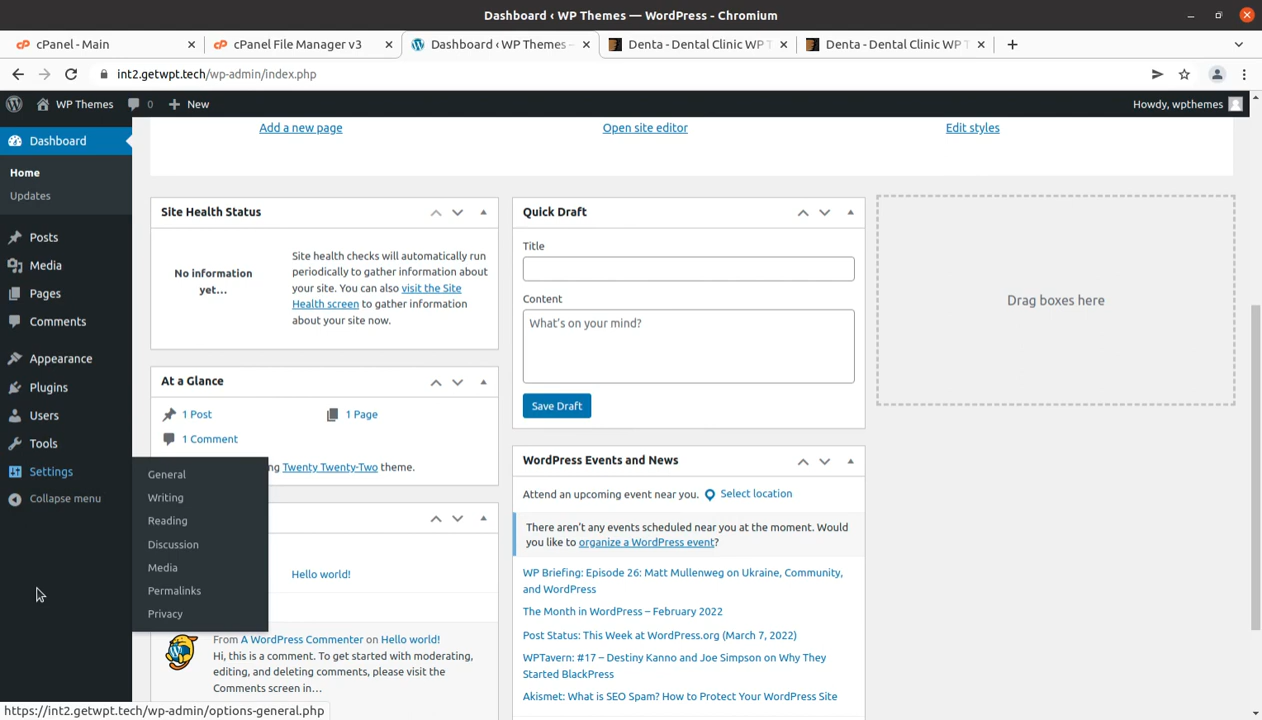 Dashboard ‹ WP Themes — WordPress - Chromium
cPanel - Main
cPanel File Manager v3
Dashboard ‹ WP Themes –
Denta - Dental Clinic WP T
Denta - Dental Clinic WP T
int2.getwpt.tech/wp-admin/index.php
WP Themes
0
New
Howdy, wpthemes
Dashboard
Home
Updates
Posts
Media
Pages
Comments
Appearance
Plugins
Users
Tools
Settings
Collapse menu
General
Writing
Reading
Discussion
Media
Permalinks
Privacy
Add a new page
Open site editor
Edit styles
Site Health Status
No information
yet…
Site health checks will automatically run
periodically to gather information about
your site. You can also visit the Site
Health screen to gather information
about your site now.
At a Glance
1 Post
1 Page
1 Comment
ng Twenty Twenty-Two theme.
Hello world!
From A WordPress Commenter on Hello world!
Hi, this is a comment. To get started with moderating,
editing, and deleting comments, please visit the
Comments screen in…
Quick Draft
Title
Content
What's on your mind?
Save Draft
WordPress Events and News
Attend an upcoming event near you.
Select location
There aren't any events scheduled near you at the moment. Would
you like to organize a WordPress event?
WP Briefing: Episode 26: Matt Mullenweg on Ukraine, Community,
and WordPress
The Month in WordPress – February 2022
Post Status: This Week at WordPress.org (March 7, 2022)
WPTavern: #17 – Destiny Kanno and Joe Simpson on Why They
Started BlackPress
Akismet: What is SEO Spam? How to Protect Your WordPress Site
Drag boxes here
https://int2.getwpt.tech/wp-admin/options-general.php